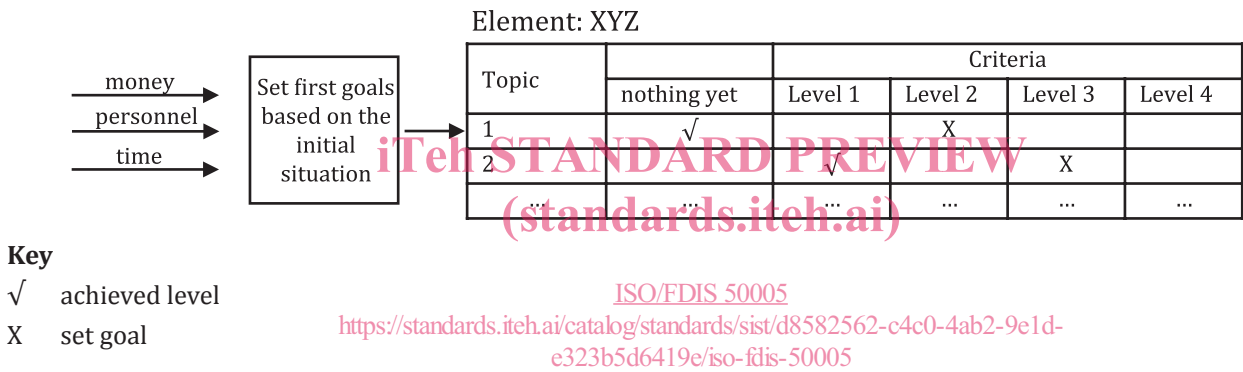 Element: XYZ
money
personnel
time
Set first goals
based on the
initial
situation
Topic
Criteria
nothing yet Level 1 Level 2 Level 3 Level 4
1 √ X
2 √ X
... ... ... ... ... ...
iTeh STANDARD PREVIEW
(standards.iteh.ai)
Key
√ achieved level
X set goal
ISO/FDIS 50005
https://standards.iteh.ai/catalog/standards/sist/d8582562-c4c0-4ab2-9e1d-
e323b5d6419e/iso-fdis-50005